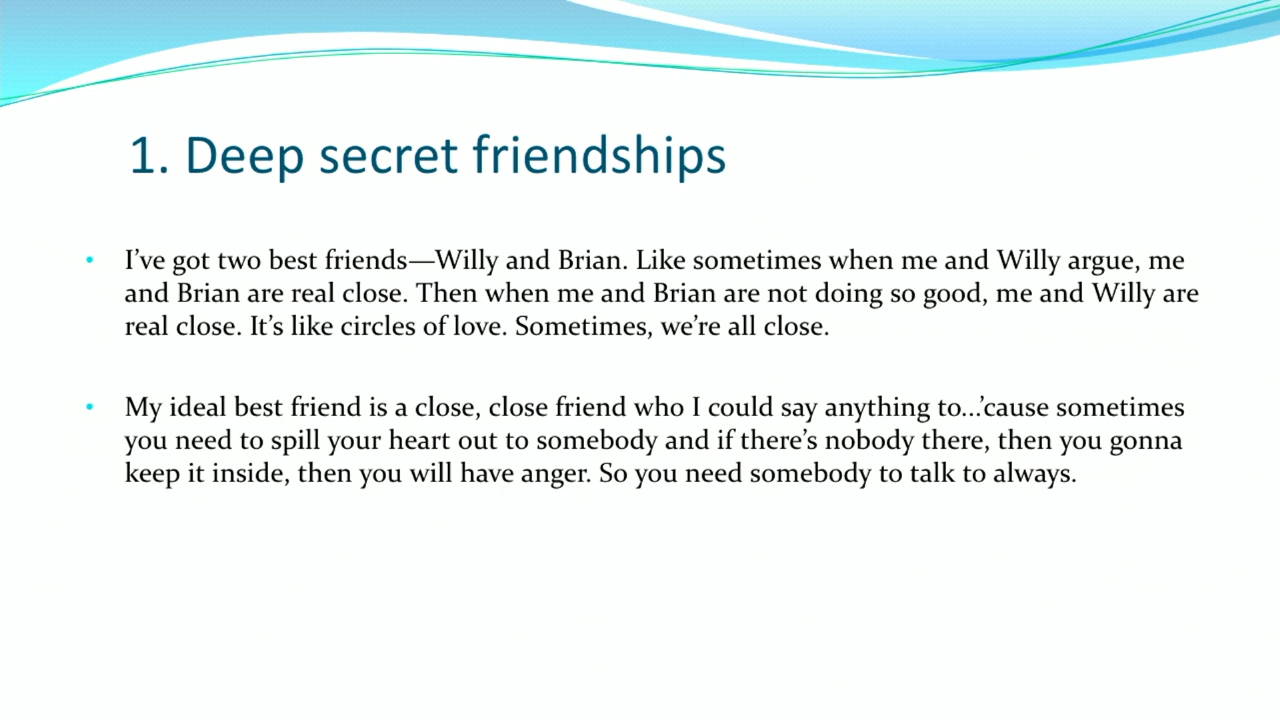 1. Deep secret friendships
• I’ve got two best friends—Willy and Brian. Like sometimes when me and Willy argue, me
and Brian are real close. Then when me and Brian are not doing so good, me and Willy are
real close. It’s like circles of love. Sometimes, we’re all close.
• My ideal best friend is a close, close friend who I could say anything to…’cause sometimes
you need to spill your heart out to somebody and if there’s nobody there, then you gonna
keep it inside, then you will have anger. So you need somebody to talk to always.